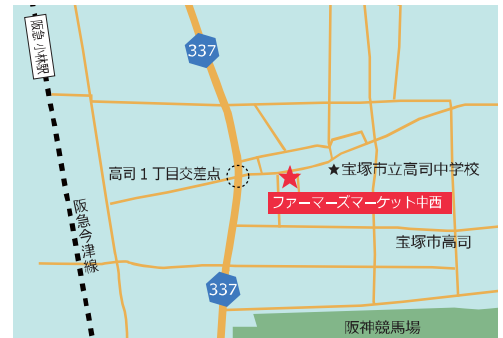 阪急 小林駅
337
高司１丁目交差点
★宝塚市立高司中学校
ファーマーズマーケット中西
阪急今津線
宝塚市高司
337
阪神競馬場